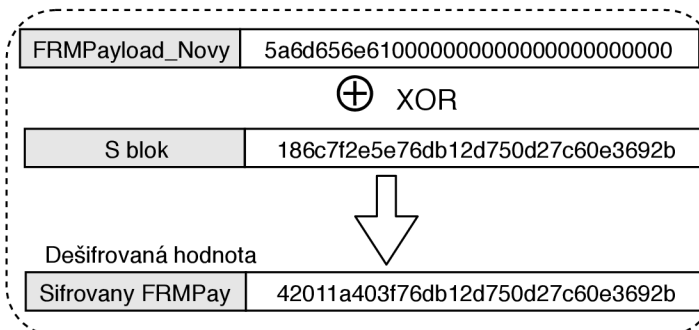 FRMPayload_Novy 5a6d656e610000000000000000000000
⊕ XOR
S blok 186c7f2e5e76db12d750d27c60e3692b
Dešifrovaná hodnota
Sifrovany FRMPay 42011a403f76db12d750d27c60e3692b